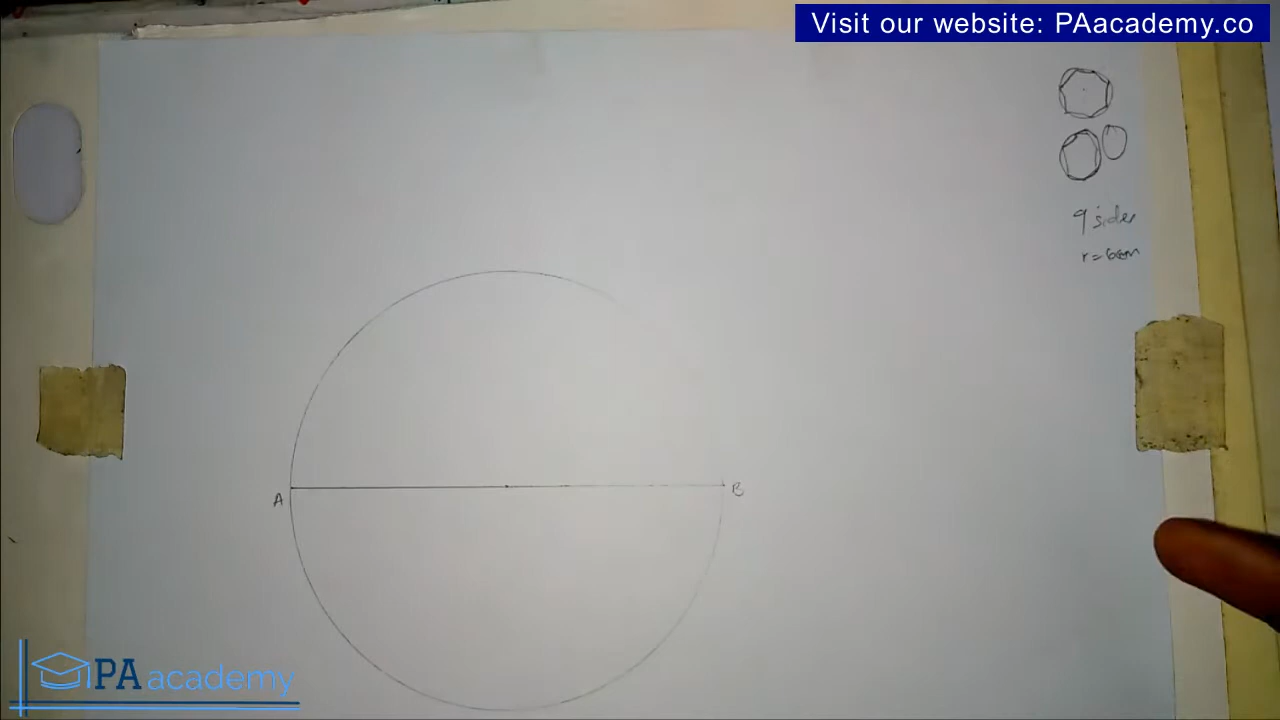 Visit our website: PAacademy.co
9 sides
r = 6cm
A
B
PA academy